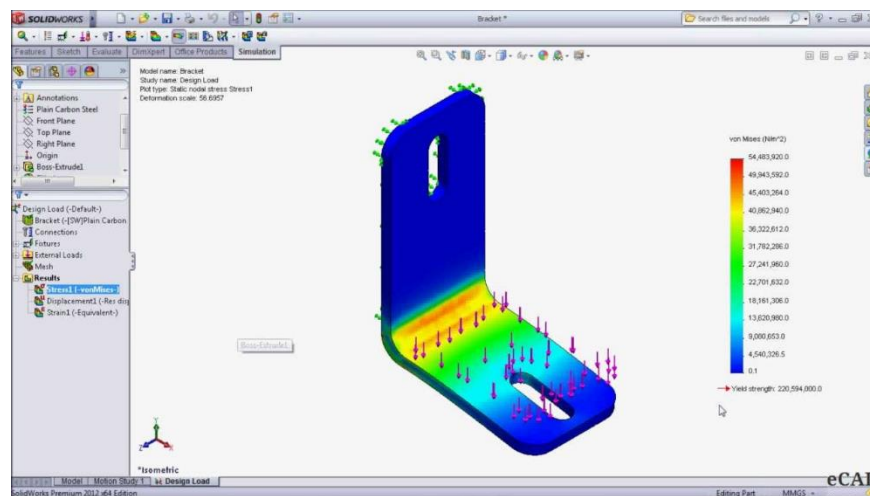 SOLIDWORKS
Bracket *
Search files and models
Features
Sketch
Evaluate
DimXpert
Office Products
Simulation
Model name: Bracket
Study name: Design Load
Plot type: Static nodal stress Stress1
Deformation scale: 56.6957
Annotations
Plain Carbon Steel
Front Plane
Top Plane
Right Plane
Origin
Boss-Extrude1
Design Load (-Default-)
Bracket (-[SW]Plain Carbon
Connections
Fixtures
External Loads
Mesh
Results
Stress1 (-vonMises-)
Displacement1 (-Res disp
Strain1 (-Equivalent-)
Boss-Extrude1
von Mises (N/m^2)
54,483,920.0
49,943,592.0
45,403,264.0
40,862,940.0
36,322,612.0
31,782,286.0
27,241,960.0
22,701,632.0
18,161,306.0
13,620,980.0
9,080,653.0
4,540,326.5
0.1
Yield strength: 220,594,000.0
Y
Z
X
*Isometric
Model
Motion Study 1
Design Load
eCAD
SolidWorks Premium 2012 x64 Edition
Editing Part
MMGS